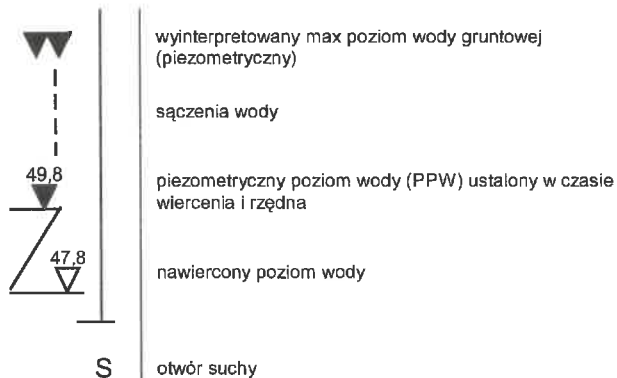 wyinterpretowany max poziom wody gruntowej
(piezometryczny)
sączenia wody
49,8
piezometryczny poziom wody (PPW) ustalony w czasie
wiercenia i rzędna
47,8
nawiercony poziom wody
S
otwór suchy